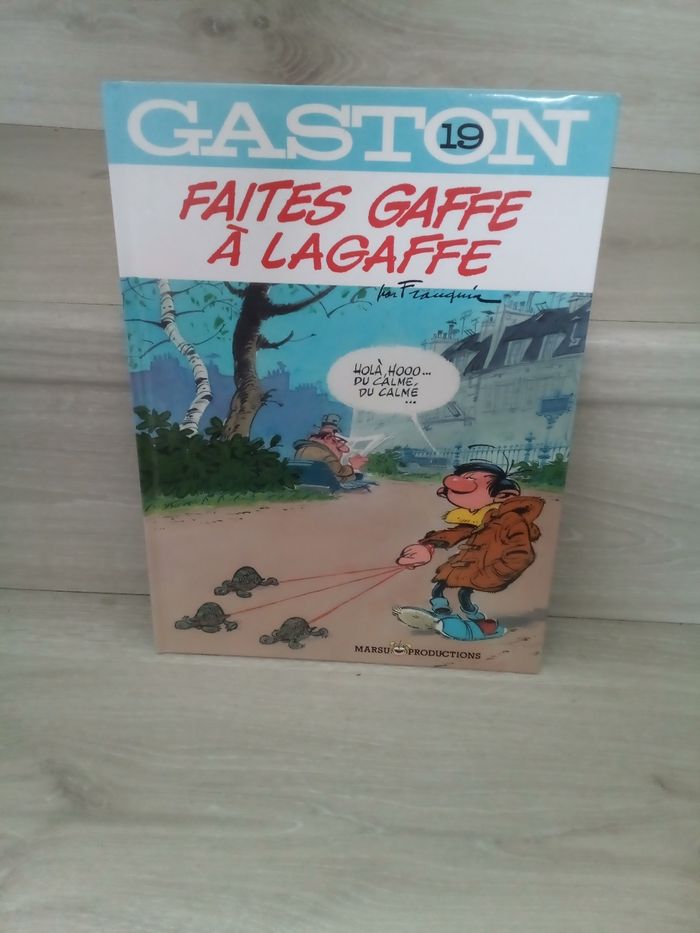 GASTON
19
FAITES GAFFE
À LAGAFFE
par Franquin
HOLÀ, HOOO...
DU CALME,
DU CALME
...
MARSU PRODUCTIONS